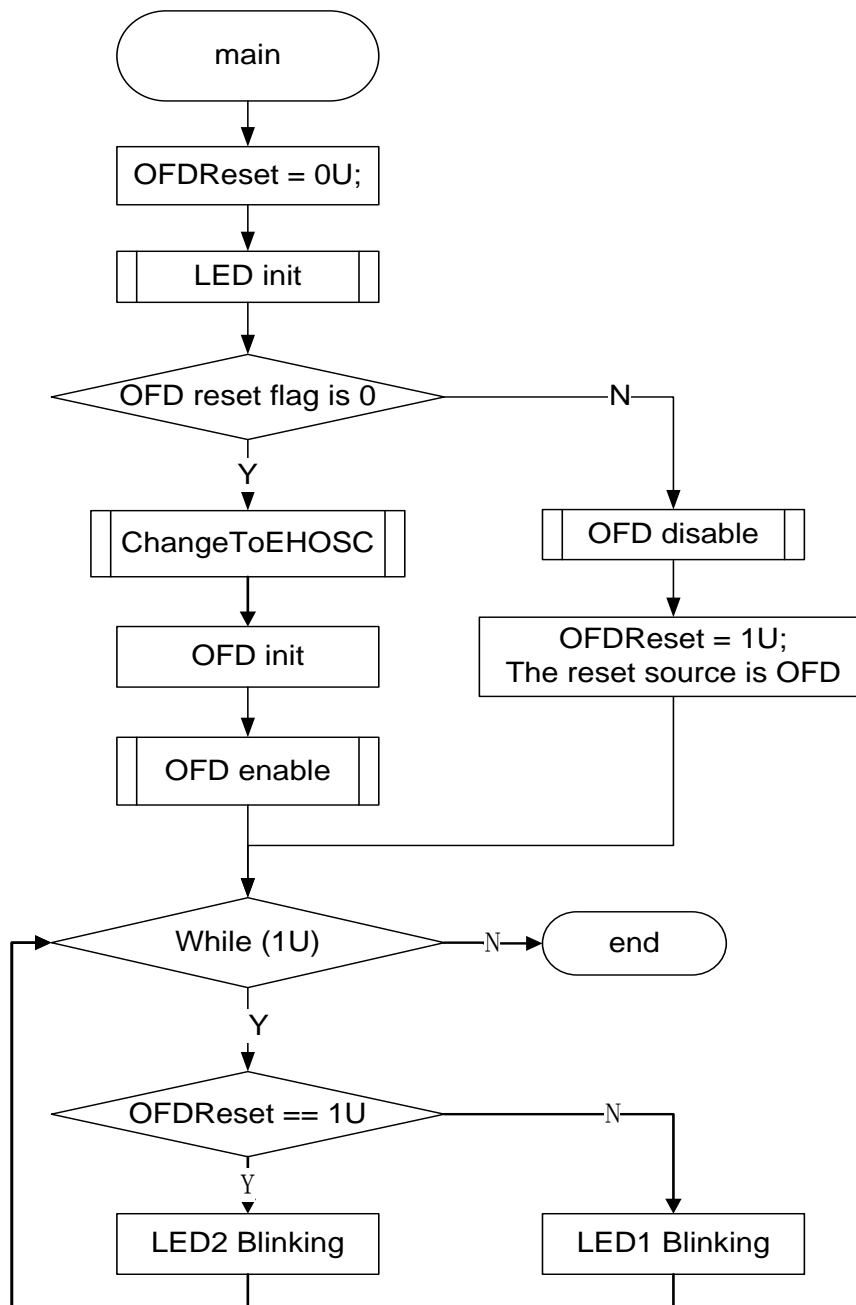 main
OFDReset = 0U;
LED init
OFD reset flag is 0
N
Y
ChangeToEHOSC
OFD disable
OFD init
OFDReset = 1U;
The reset source is OFD
OFD enable
While (1U)
N
end
Y
OFDReset == 1U
N
Y
LED2 Blinking
LED1 Blinking